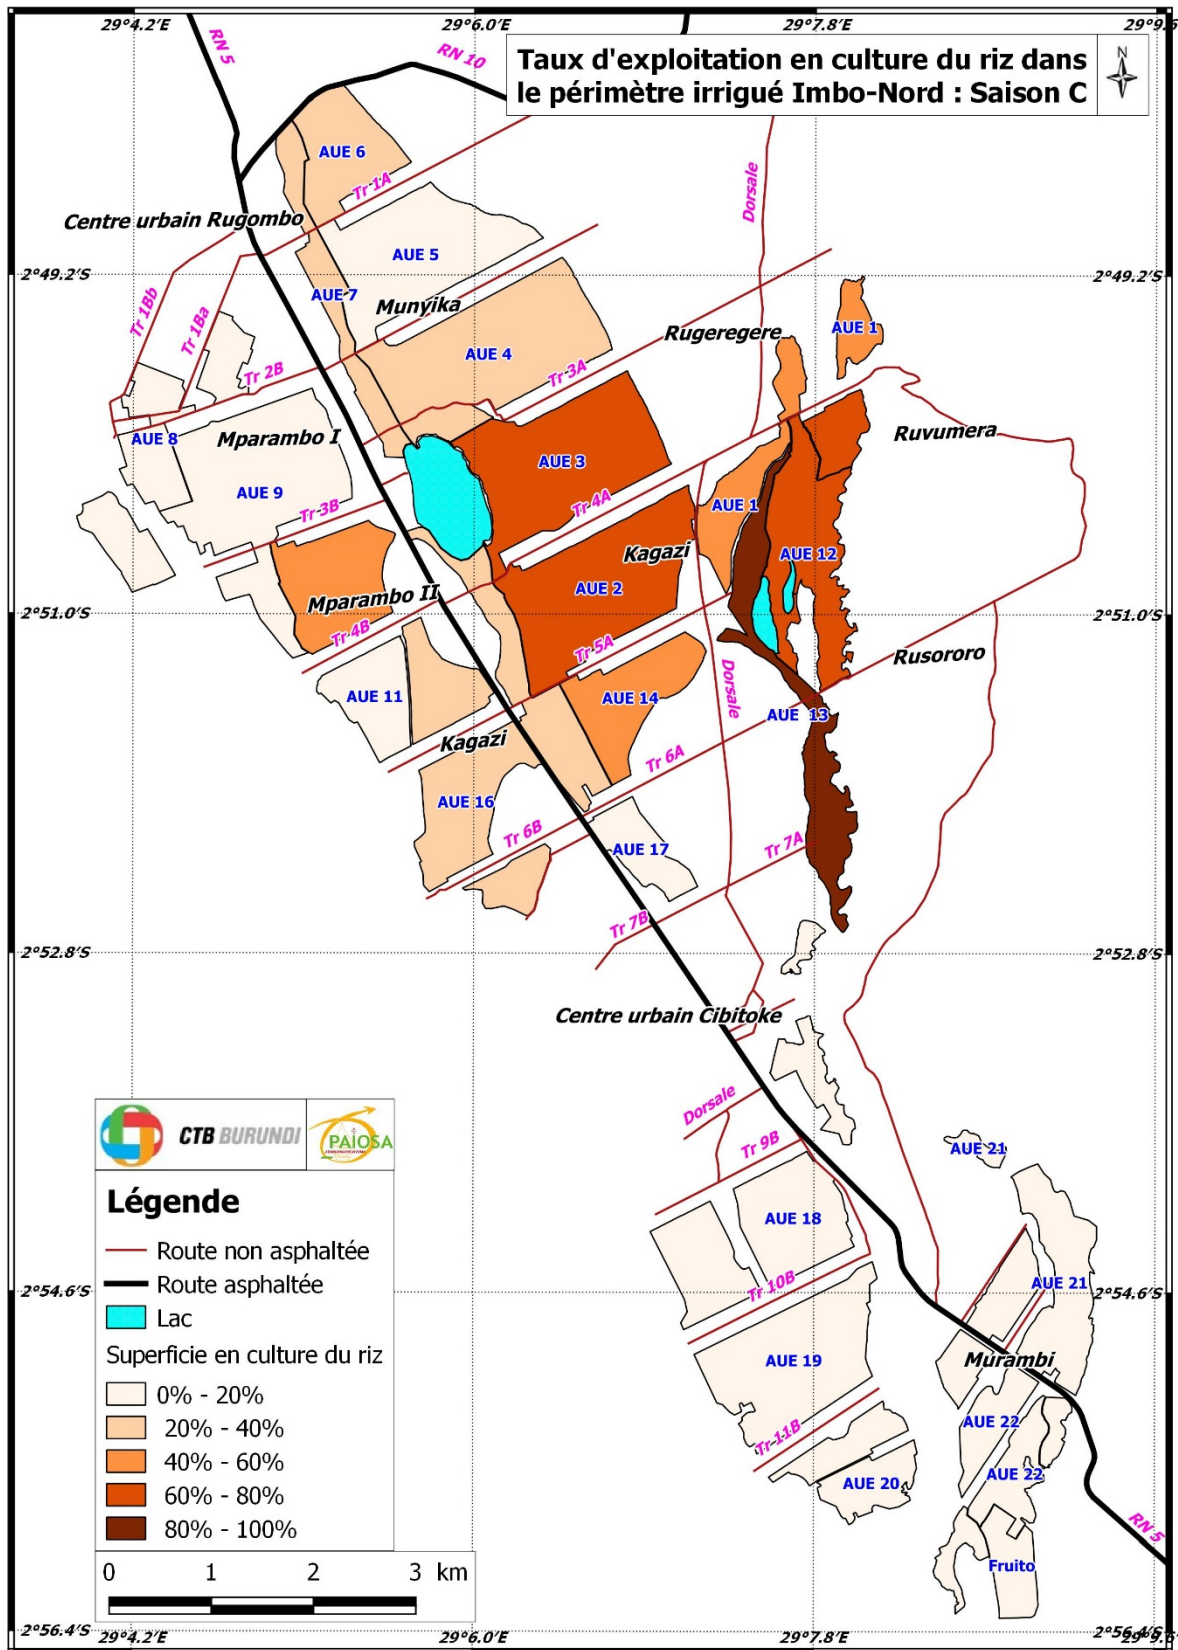 29°4.2'E
29°6.0'E
29°7.8'E
29°9.6
RN 5
RN 10
Taux d'exploitation en culture du riz dans
le périmètre irrigué Imbo-Nord : Saison C
N
AUE 6
Tr 1A
Dorsale
Centre urbain Rugombo
AUE 5
2°49.2'S
2°49.2'S
AUE 7
Tr 1Bb
Tr 1Ba
Munyika
Rugeregere
AUE 1
AUE 4
Tr 2B
Tr 3A
AUE 8
Mparambo I
Ruvumera
AUE 3
AUE 9
Tr 3B
Tr 4A
AUE 1
Kagazi
AUE 12
AUE 2
Mparambo II
2°51.0'S
2°51.0'S
Tr 4B
Tr 5A
Rusororo
AUE 11
AUE 14
Dorsale
AUE 13
Kagazi
Tr 6A
AUE 16
Tr 6B
AUE 17
Tr 7A
Tr 7B
2°52.8'S
2°52.8'S
Centre urbain Cibitoke
Dorsale
Tr 9B
AUE 21
AUE 18
Tr 10B
AUE 21
2°54.6'S
2°54.6'S
AUE 19
Murambi
AUE 22
Tr 11B
AUE 22
AUE 20
RN 5
Fruito
CTB BURUNDI
PAIOSA
Légende
Route non asphaltée
Route asphaltée
Lac
Superficie en culture du riz
0% - 20%
20% - 40%
40% - 60%
60% - 80%
80% - 100%
0 1 2 3 km
2°56.4'S
2°56.4'S
29°4.2'E
29°6.0'E
29°7.8'E
29°9.6